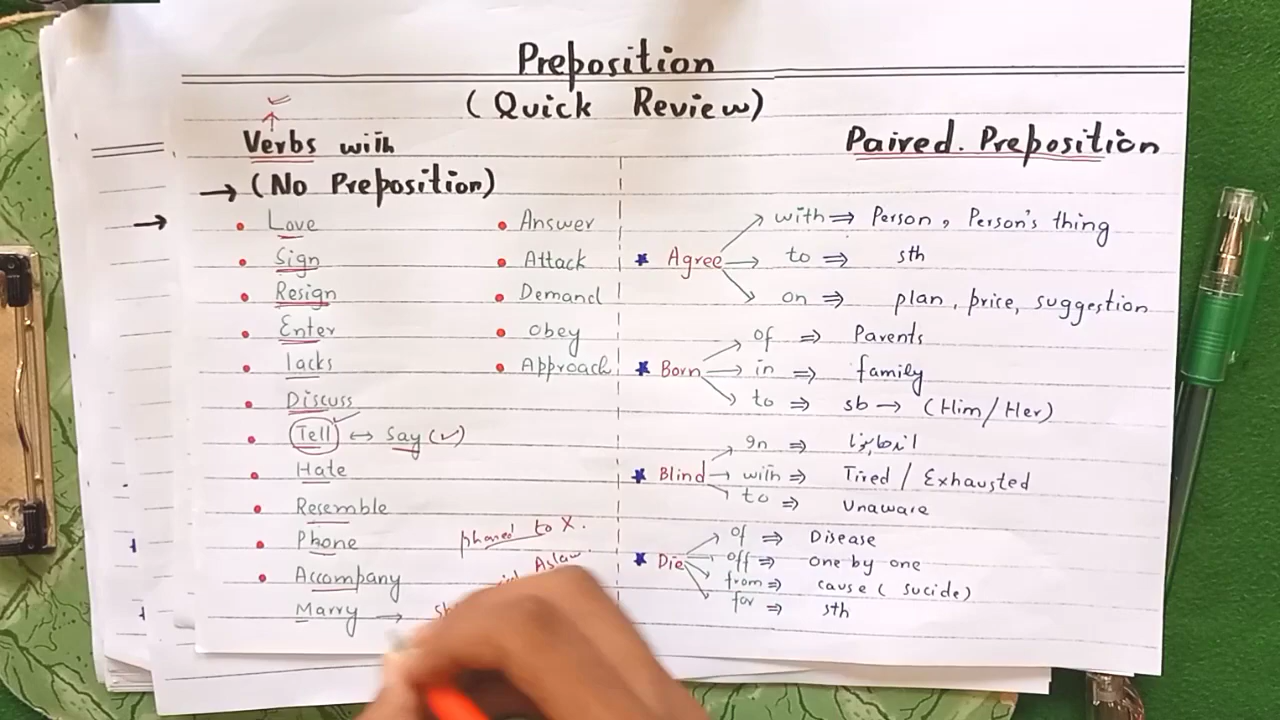 Preposition
(Quick Review)
Verbs with
→ (No Preposition)
• Love
• Sign
• Resign
• Enter
• lacks
• Discuss
• Tell ↔ Say (✓)
• Hate
• Resemble
• Phone
phoned to X.
• Accompany
Aslam.
Marry →
• Answer
• Attack
• Demand
• obey
• Approach
Paired. Preposition
★ Agree
with ⇒ Person, Person's thing
to ⇒ sth
on ⇒ plan, price, suggestion
★ Born
of ⇒ Parents
in ⇒ family
to ⇒ sb → (Him/Her)
★ Blind
in ⇒
with ⇒ Tired / Exhausted
to ⇒ Unaware
★ Die
of ⇒ Disease
off ⇒ one by one
from ⇒ cause (sucide)
for ⇒ sth